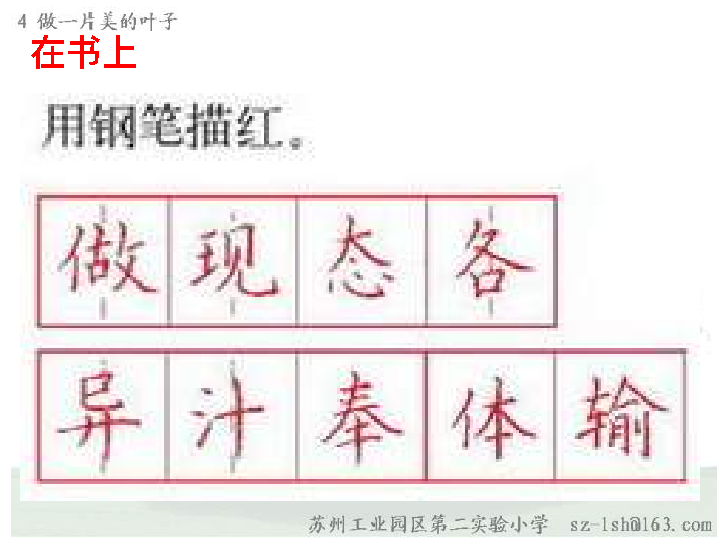 4 做一片美的叶子
在书上
用钢笔描红。
做 现 态 各
异 汁 奉 体 输
苏州工业园区第二实验小学 sz-lsh@163.com